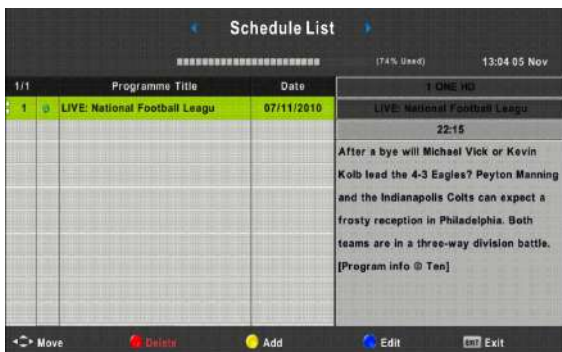 Schedule List
(74% Used) 13:04 05 Nov
1/1 Programme Title Date 1 ONE HD
1 LIVE: National Football Leagu 07/11/2010 LIVE: National Football Leagu
22:15
After a bye will Michael Vick or Kevin
Kolb lead the 4-3 Eagles? Peyton Manning
and the Indianapolis Colts can expect a
frosty reception in Philadelphia. Both
teams are in a three-way division battle.
[Program info @ Ten]
Move Delete Add Edit EXIT Exit